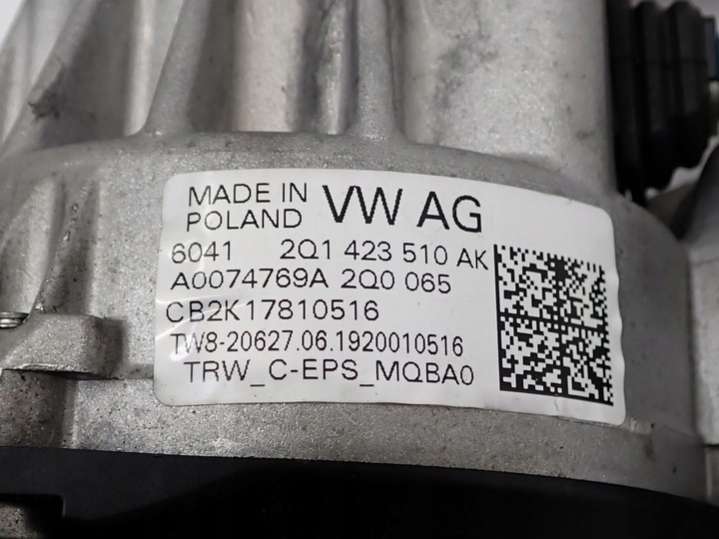 MADE IN
POLAND VW AG
6041 2Q1 423 510 AK
A0074769A 2Q0 065
CB2K17810516
TW8-20627.06.1920010516
TRW_C-EPS_MQBA0